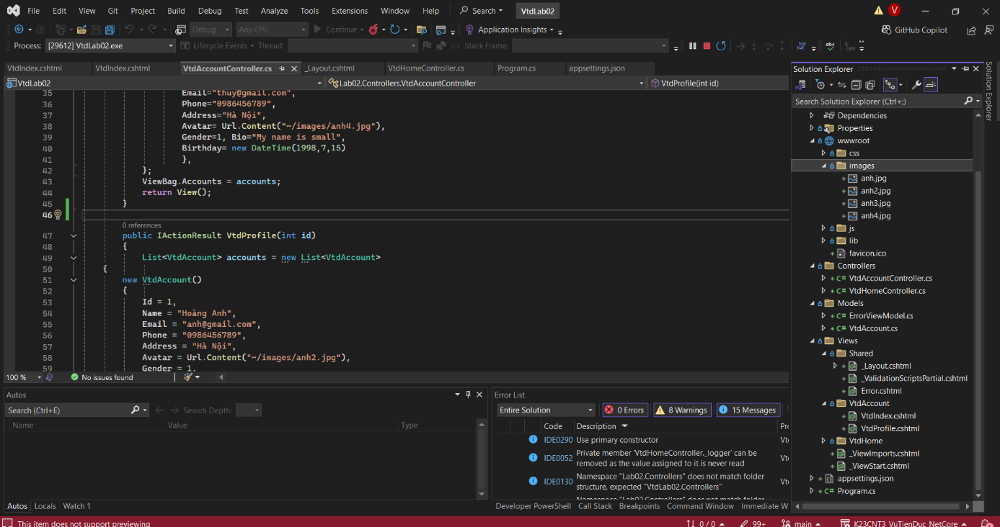 File Edit View Git Project Build Debug Test Analyze Tools Extensions Window Help Search VtdLab02 V
Debug Any CPU Continue Application Insights GitHub Copilot
Process: [29612] VtdLab02.exe Lifecycle Events Thread: Stack Frame:
VtdIndex.cshtml VtdIndex.cshtml VtdAccountController.cs _Layout.cshtml VtdHomeController.cs Program.cs appsettings.json
VtdLab02 Lab02.Controllers.VtdAccountController VtdProfile(int id)
35 Email="thuy@gmail.com",
36 Phone="0986456789",
37 Address="Hà Nội",
38 Avatar= Url.Content("~/images/anh4.jpg"),
39 Gender=1, Bio="My name is small",
40 Birthday= new DateTime(1998,7,15)
41 },
42 };
43 ViewBag.Accounts = accounts;
44 return View();
45 }
46
0 references
47 public IActionResult VtdProfile(int id)
48 {
49 List<VtdAccount> accounts = new List<VtdAccount>
50 {
51 new VtdAccount()
52 {
53 Id = 1,
54 Name = "Hoàng Anh",
55 Email = "anh@gmail.com",
56 Phone = "0986456789",
57 Address = "Hà Nội",
58 Avatar = Url.Content("~/images/anh2.jpg"),
59 Gender = 1,
100 % No issues found
Autos
Search (Ctrl+E) Search Depth:
Name Value Type
Autos Locals Watch 1
Error List
Entire Solution 0 Errors 8 Warnings 15 Messages
Code Description
IDE0290 Use primary constructor
IDE0052 Private member 'VtdHomeController._logger' can be
removed as the value assigned to it is never read
IDE0130 Namespace "Lab02.Controllers" does not match folder
structure, expected "VtdLab02.Controllers"
Namespace "Lab02.Controllers" does not match folder
Developer PowerShell Call Stack Breakpoints Command Window Immediate W
Solution Explorer
Search Solution Explorer (Ctrl+;)
Dependencies
Properties
wwwroot
css
images
anh.jpg
anh2.jpg
anh3.jpg
anh4.jpg
js
lib
favicon.ico
Controllers
VtdAccountController.cs
VtdHomeController.cs
Models
ErrorViewModel.cs
VtdAccount.cs
Views
Shared
_Layout.cshtml
_ValidationScriptsPartial.cshtml
Error.cshtml
VtdAccount
VtdIndex.cshtml
VtdProfile.cshtml
VtdHome
_ViewImports.cshtml
_ViewStart.cshtml
appsettings.json
Program.cs
Solution Explorer
This item does not support previewing 0 / 0 99+ main K23CNT3_VuTienDuc_NetCore